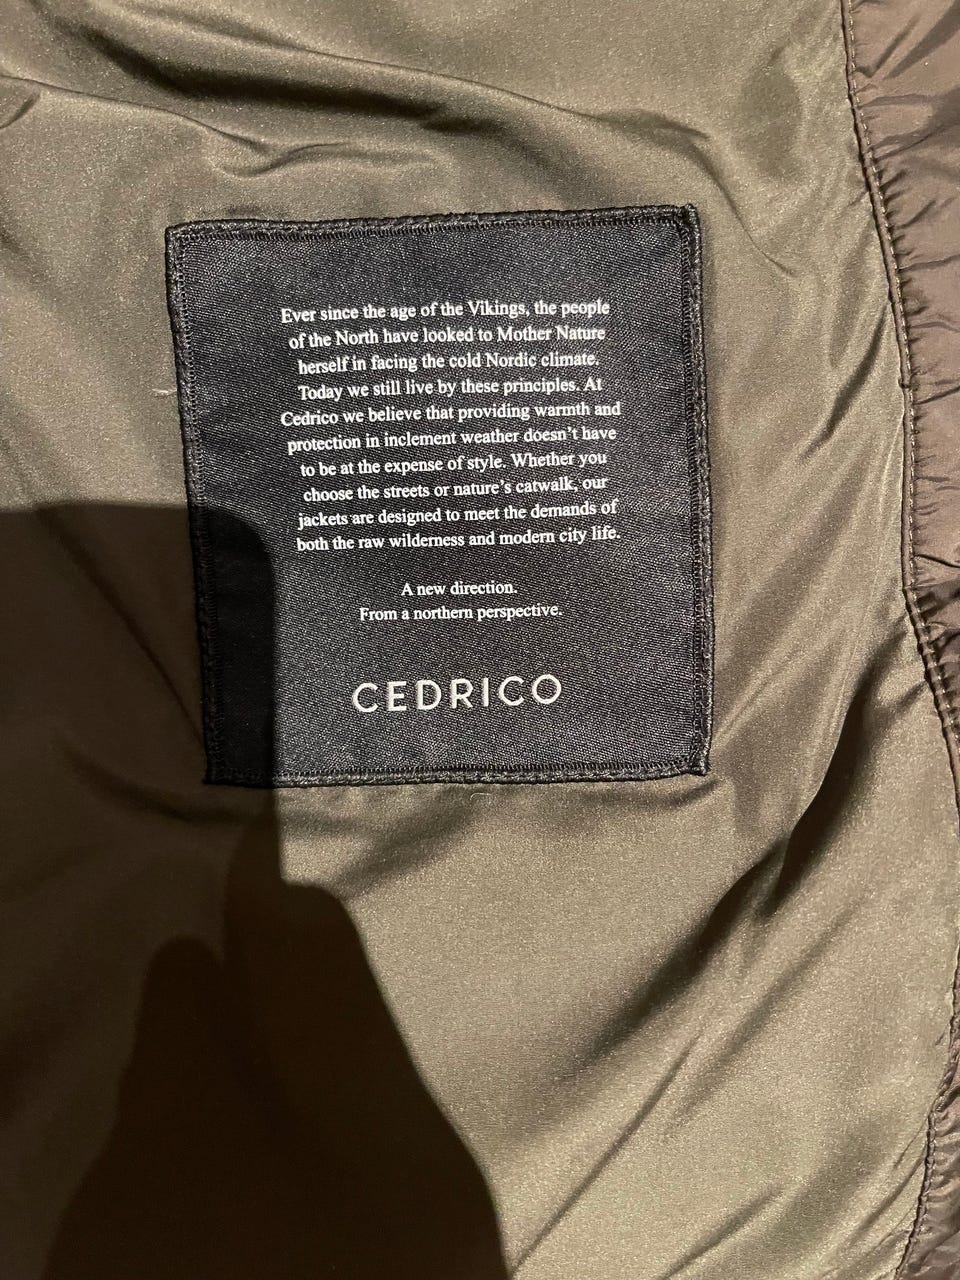 Ever since the age of the Vikings, the people
of the North have looked to Mother Nature
herself in facing the cold Nordic climate.
Today we still live by these principles. At
Cedrico we believe that providing warmth and
protection in inclement weather doesn't have
to be at the expense of style. Whether you
choose the streets or nature's catwalk, our
jackets are designed to meet the demands of
both the raw wilderness and modern city life.
A new direction.
From a northern perspective.
CEDRICO